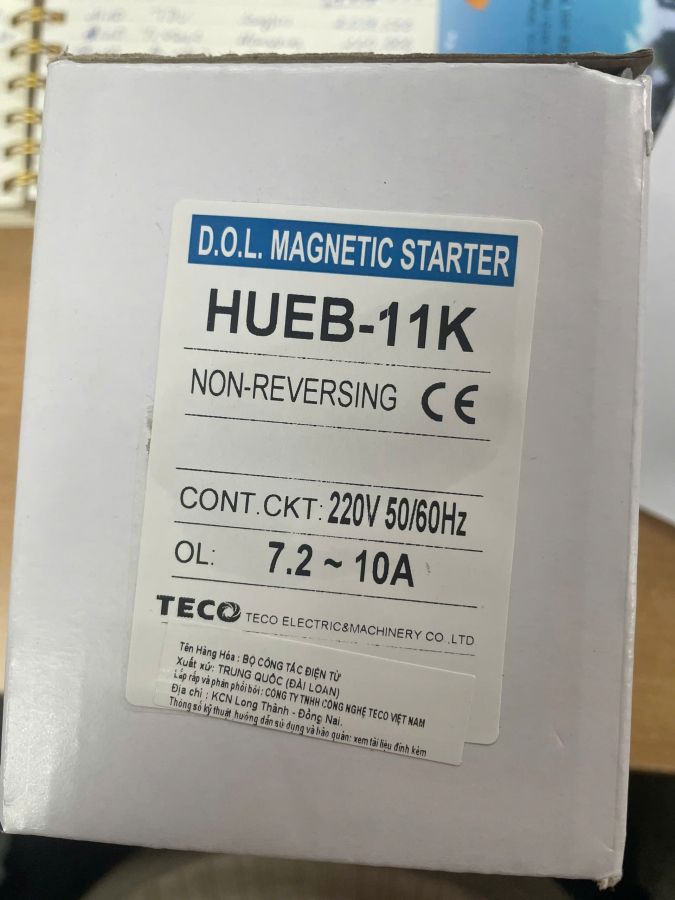 D.O.L. MAGNETIC STARTER
HUEB-11K
NON-REVERSING CE
CONT.CKT: 220V 50/60Hz
OL: 7.2 ~ 10A
TECO TECO ELECTRIC&MACHINERY CO .,LTD
Tên Hàng Hóa : BỘ CÔNG TẮC ĐIỆN TỪ
Xuất xứ: TRUNG QUỐC (ĐÀI LOAN)
Lắp ráp và phân phối bởi: CÔNG TY TNHH CÔNG NGHỆ TECO VIỆT NAM
Địa chỉ : KCN Long Thành - Đồng Nai.
Thông số kỹ thuật hướng dẫn sử dụng và bảo quản: xem tài liệu đính kèm